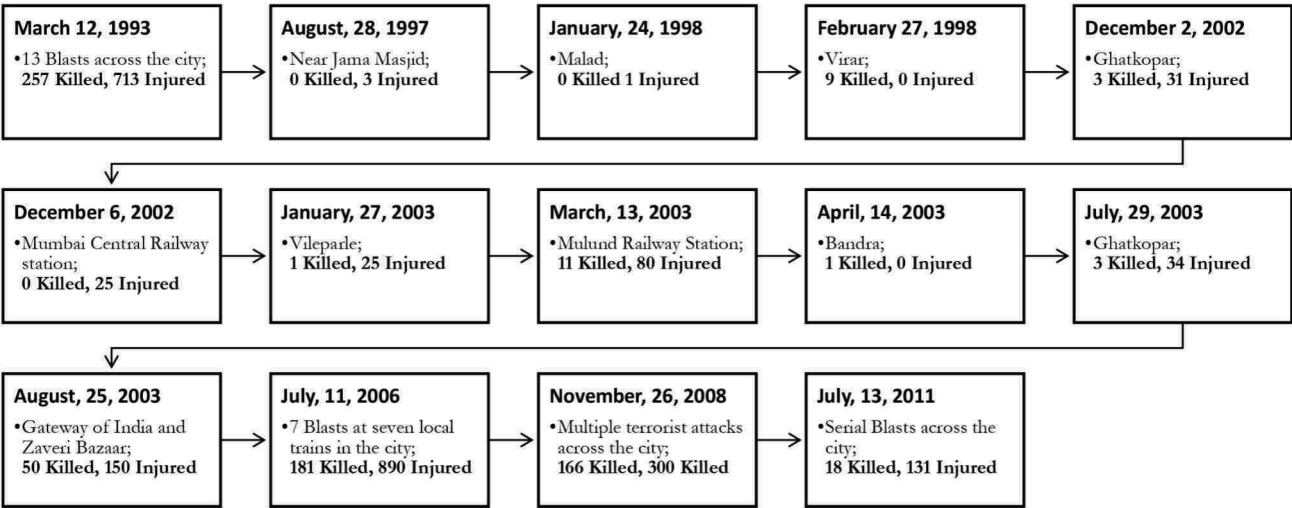 March 12, 1993
•13 Blasts across the city;
257 Killed, 713 Injured
August, 28, 1997
•Near Jama Masjid;
0 Killed, 3 Injured
January, 24, 1998
•Malad;
0 Killed 1 Injured
February 27, 1998
•Virar;
9 Killed, 0 Injured
December 2, 2002
•Ghatkopar;
3 Killed, 31 Injured
December 6, 2002
•Mumbai Central Railway
station;
0 Killed, 25 Injured
January, 27, 2003
•Vileparle;
1 Killed, 25 Injured
March, 13, 2003
•Mulund Railway Station;
11 Killed, 80 Injured
April, 14, 2003
•Bandra;
1 Killed, 0 Injured
July, 29, 2003
•Ghatkopar;
3 Killed, 34 Injured
August, 25, 2003
•Gateway of India and
Zaveri Bazaar;
50 Killed, 150 Injured
July, 11, 2006
•7 Blasts at seven local
trains in the city;
181 Killed, 890 Injured
November, 26, 2008
•Multiple terrorist attacks
across the city;
166 Killed, 300 Killed
July, 13, 2011
•Serial Blasts across the
city;
18 Killed, 131 Injured